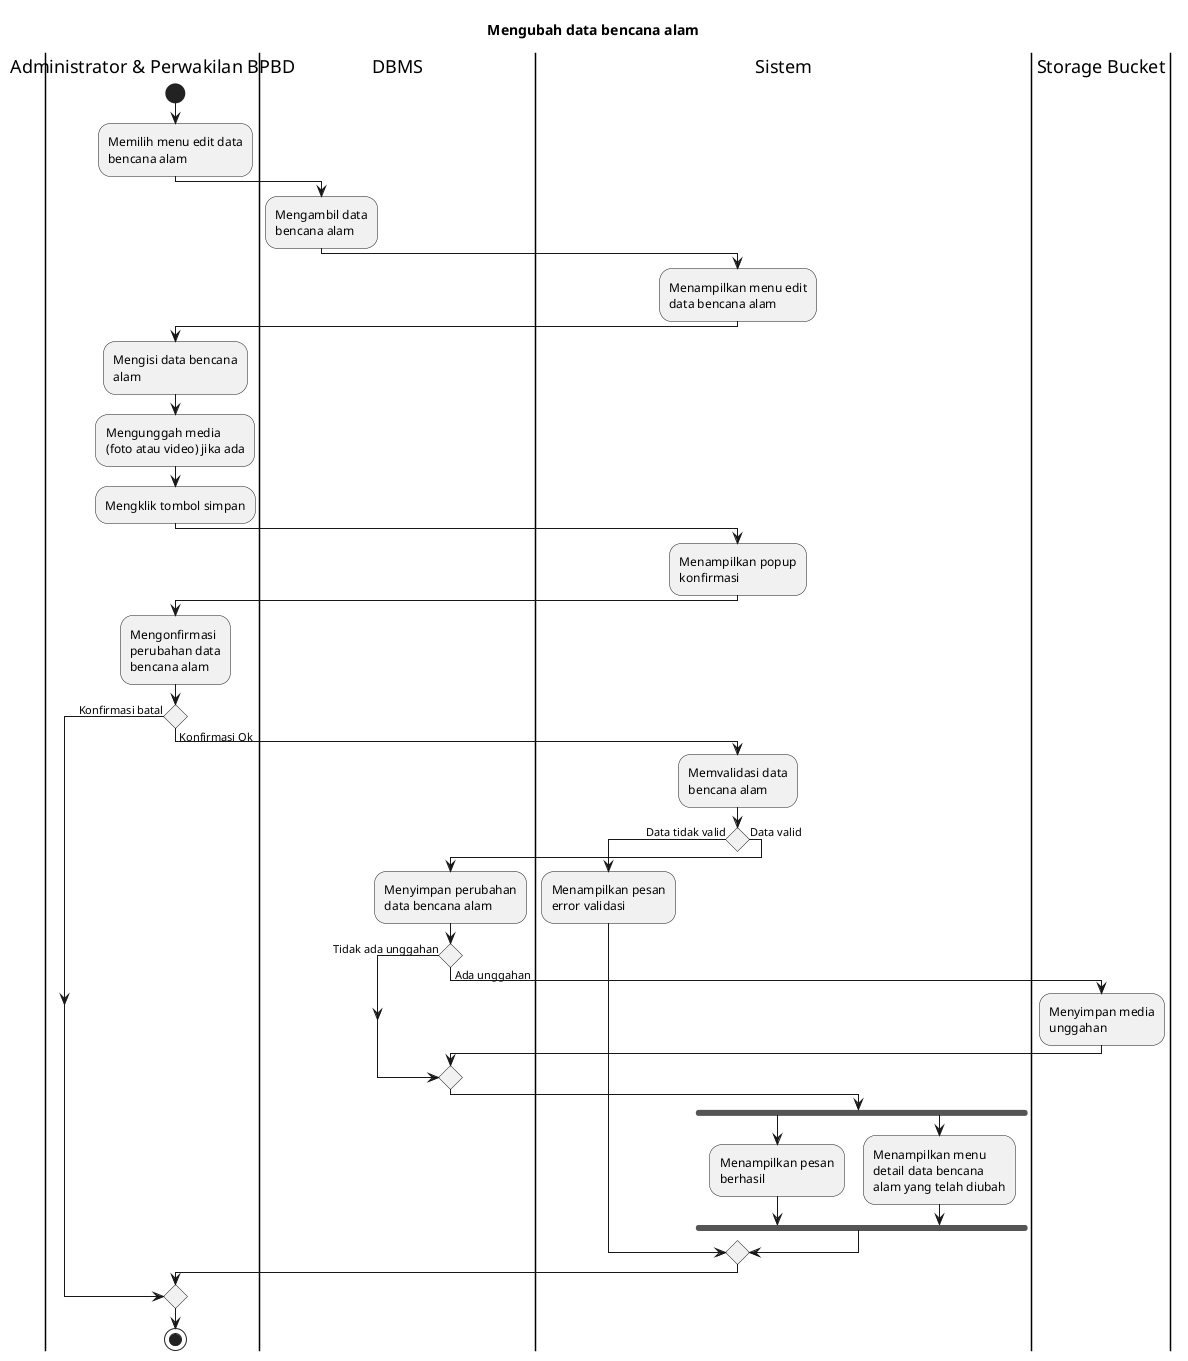 Mengubah data bencana alam
Administrator & Perwakilan BPBD
DBMS
Sistem
Storage Bucket
Memilih menu edit data
bencana alam
Mengambil data
bencana alam
Menampilkan menu edit
data bencana alam
Mengisi data bencana
alam
Mengunggah media
(foto atau video) jika ada
Mengklik tombol simpan
Menampilkan popup
konfirmasi
Mengonfirmasi
perubahan data
bencana alam
Konfirmasi batal
Konfirmasi Ok
Memvalidasi data
bencana alam
Data tidak valid
Data valid
Menyimpan perubahan
data bencana alam
Menampilkan pesan
error validasi
Tidak ada unggahan
Ada unggahan
Menyimpan media
unggahan
Menampilkan pesan
berhasil
Menampilkan menu
detail data bencana
alam yang telah diubah